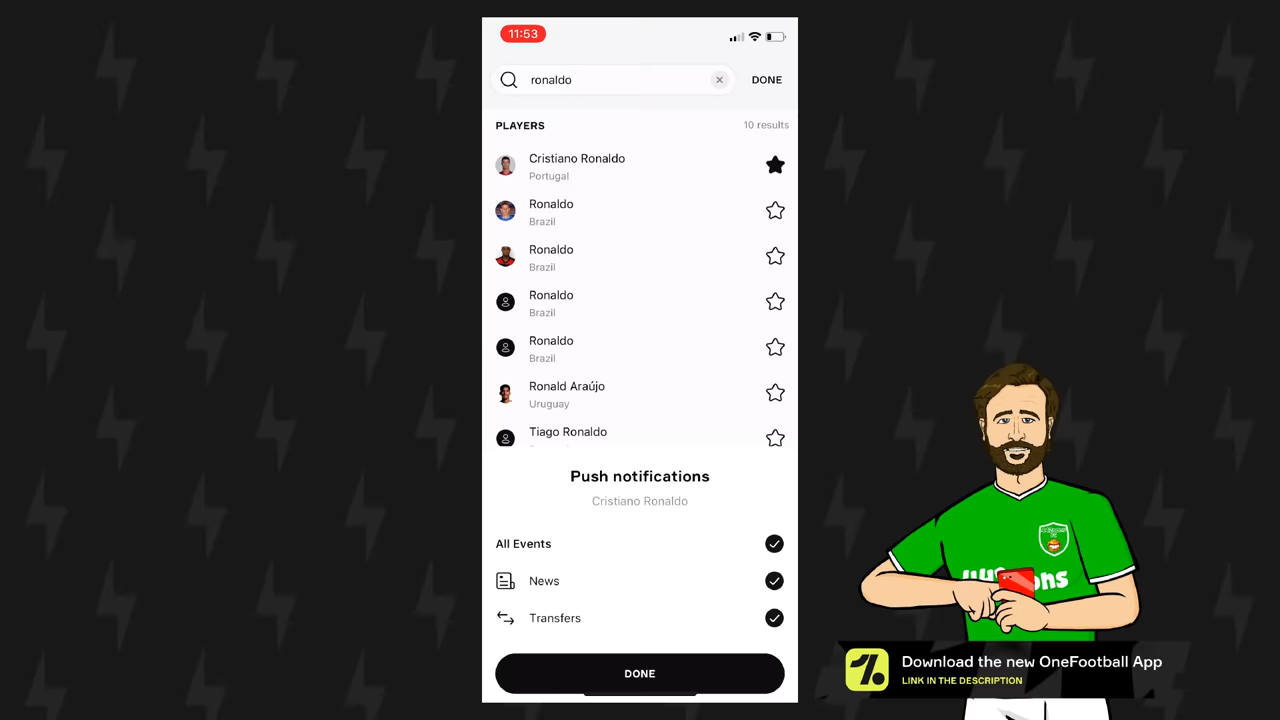 11:53
ronaldo
DONE
PLAYERS
10 results
Cristiano Ronaldo
Portugal
Ronaldo
Brazil
Ronaldo
Brazil
Ronaldo
Brazil
Ronaldo
Brazil
Ronald Araújo
Uruguay
Tiago Ronaldo
Push notifications
Cristiano Ronaldo
All Events
News
Transfers
DONE
Download the new OneFootball App
LINK IN THE DESCRIPTION